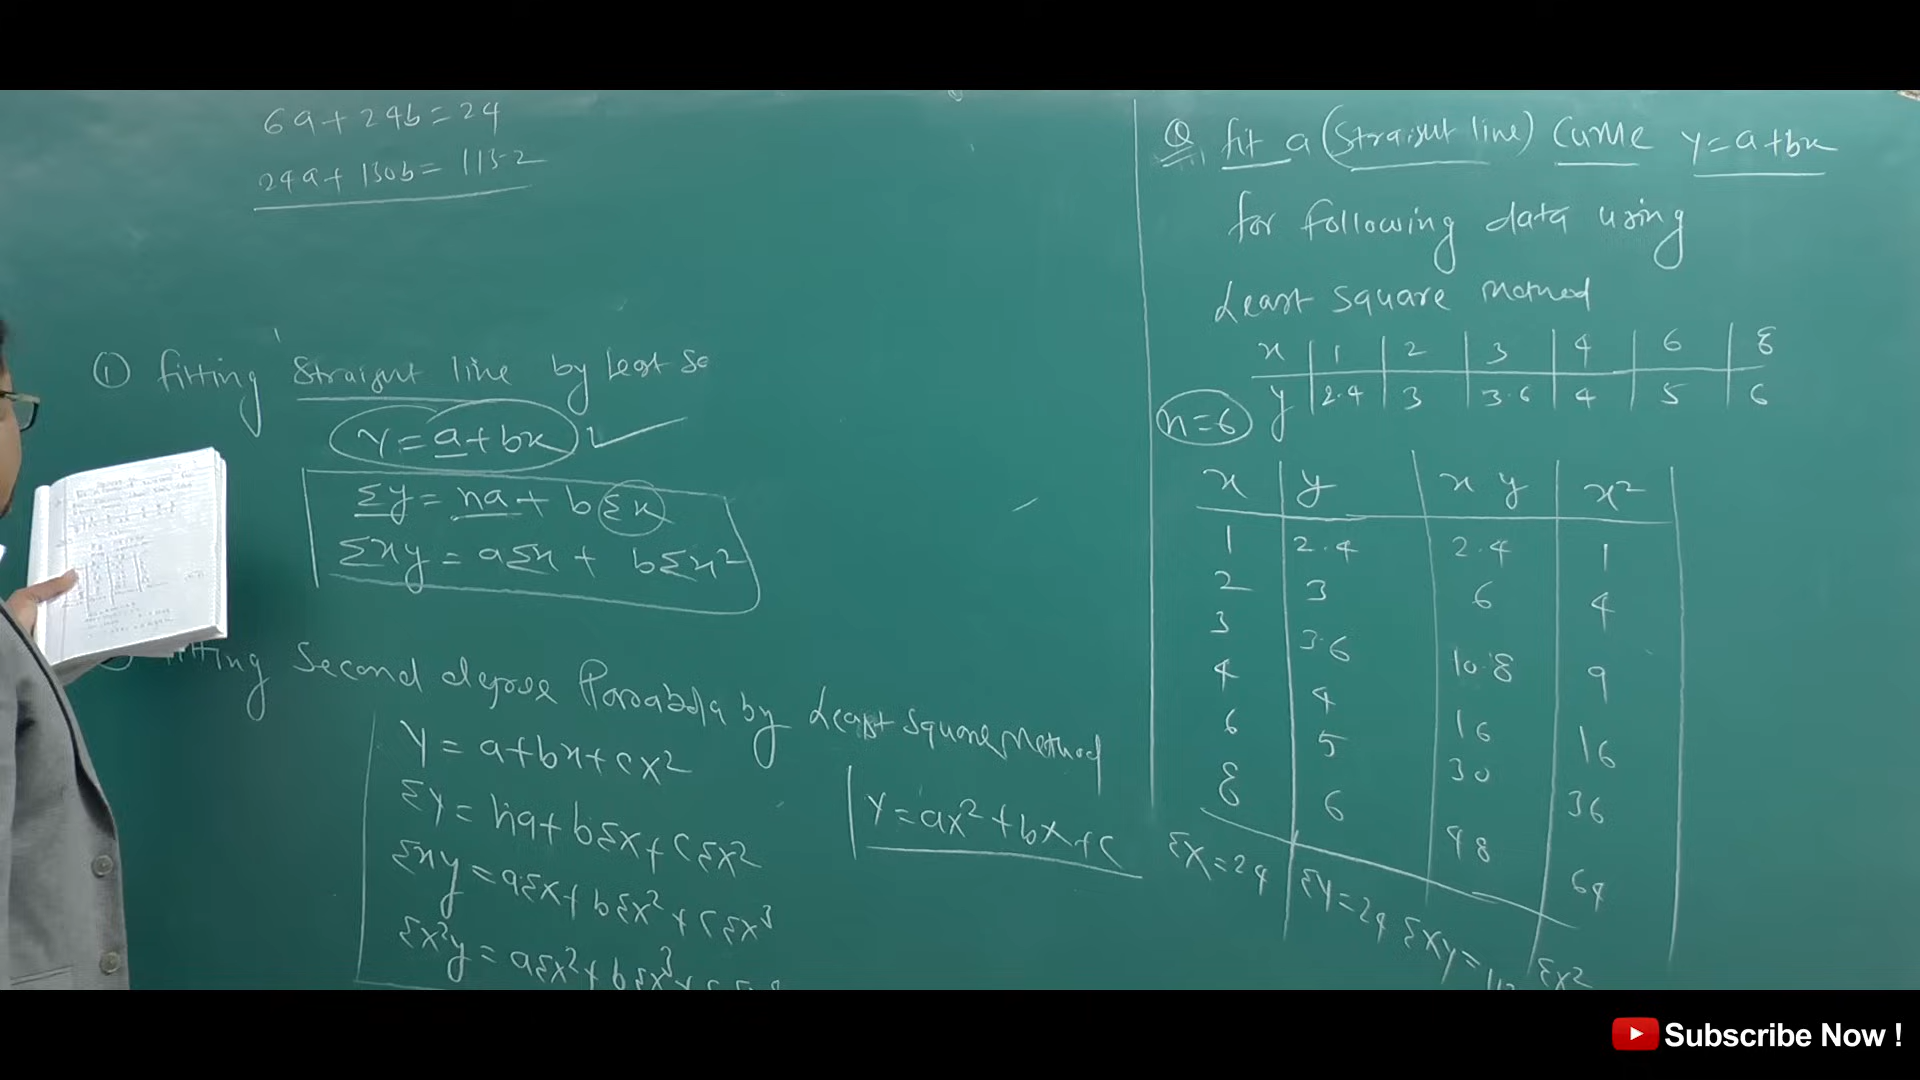 6a+24b=24
24a+130b=113.2
① fitting straight line by least Sq
y=a+bx
Σy=na+bΣx
Σxy=aΣx+bΣx²
fitting Second degree Parabola by Least Square Method
y=a+bx+cx²
Σy=na+bΣx+cΣx²
Σxy=aΣx+bΣx²+cΣx³
Σx²y=aΣx²+bΣx³+
y=ax²+bx+c
Q. fit a (straight line) Curve y=a+bx
for following data using
Least Square Method
x | 1 | 2 | 3 | 4 | 6 | 8
y | 2.4 | 3 | 3.6 | 4 | 5 | 6
n=6
x | y | xy | x²
1 | 2.4 | 2.4 | 1
2 | 3 | 6 | 4
3 | 3.6 | 10.8 | 9
4 | 4 | 16 | 16
6 | 5 | 30 | 36
8 | 6 | 48 | 64
Σx=24 | Σy=24 Σxy= Σx²
Subscribe Now !